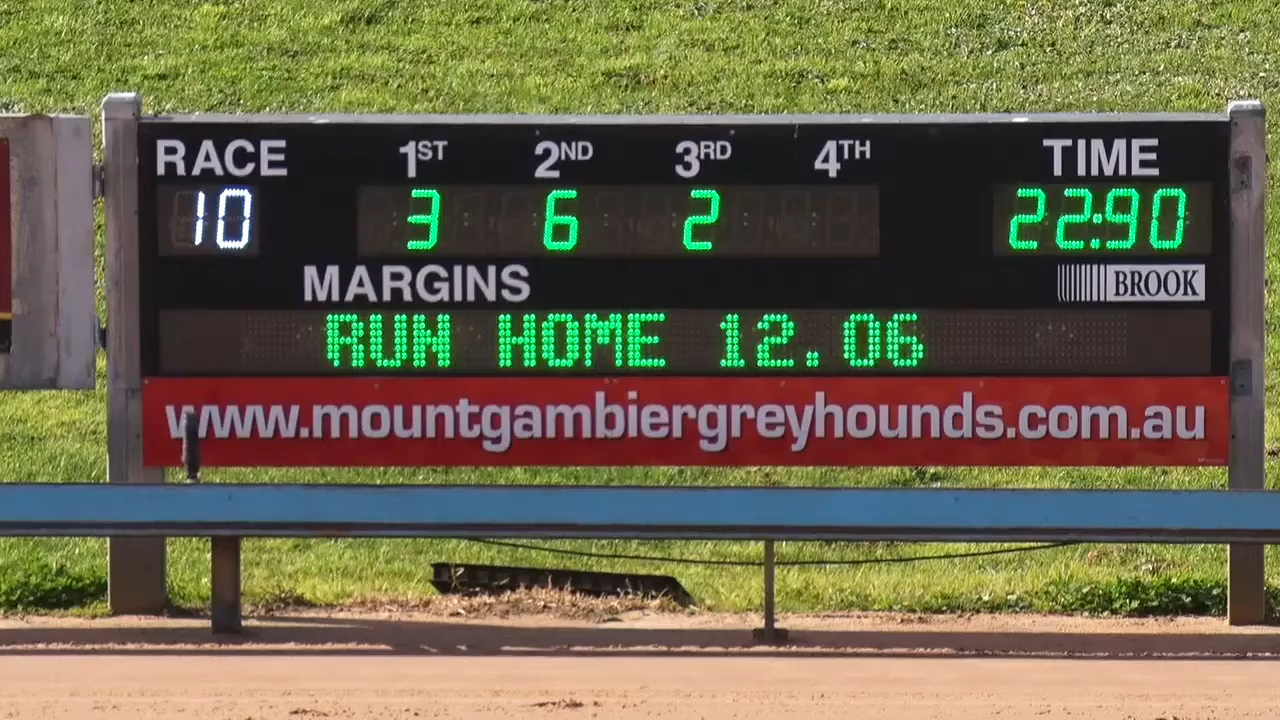 RACE 1ST 2ND 3RD 4TH TIME
10 3 6 2 22:90
MARGINS BROOK
RUN HOME 12.06
www.mountgambiergreyhounds.com.au